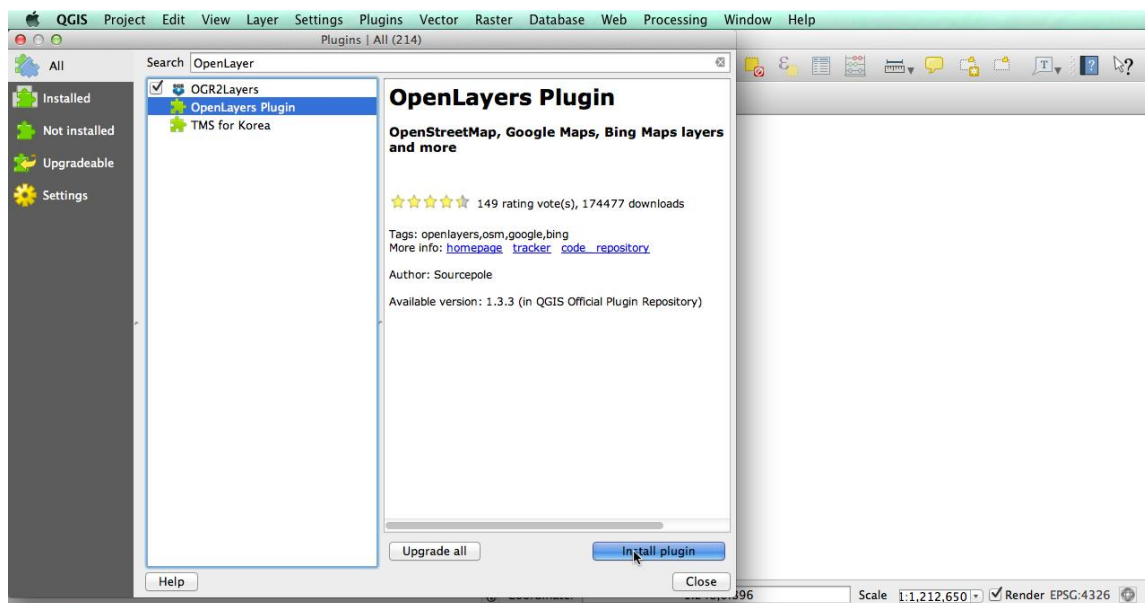 QGIS Project Edit View Layer Settings Plugins Vector Raster Database Web Processing Window Help
Plugins | All (214)
All
Installed
Not installed
Upgradeable
Settings
Search OpenLayer
OGR2Layers
OpenLayers Plugin
TMS for Korea
OpenLayers Plugin
OpenStreetMap, Google Maps, Bing Maps layers
and more
149 rating vote(s), 174477 downloads
Tags: openlayers,osm,google,bing
More info: homepage tracker code repository
Author: Sourcepole
Available version: 1.3.3 (in QGIS Official Plugin Repository)
Upgrade all
Install plugin
Help
Close
Scale 1:1,212,650 Render EPSG:4326